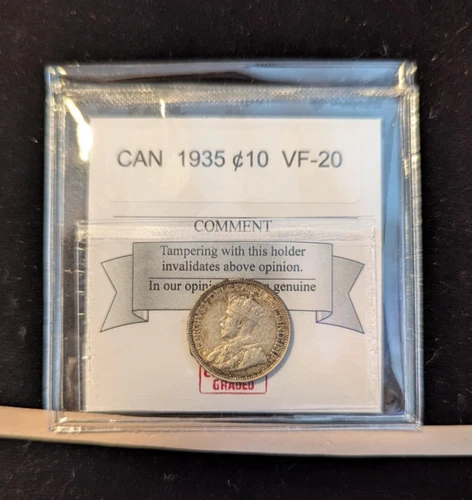 CAN 1935 ¢10 VF-20
COMMENT
Tampering with this holder
invalidates above opinion.
In our genuine
GRADED